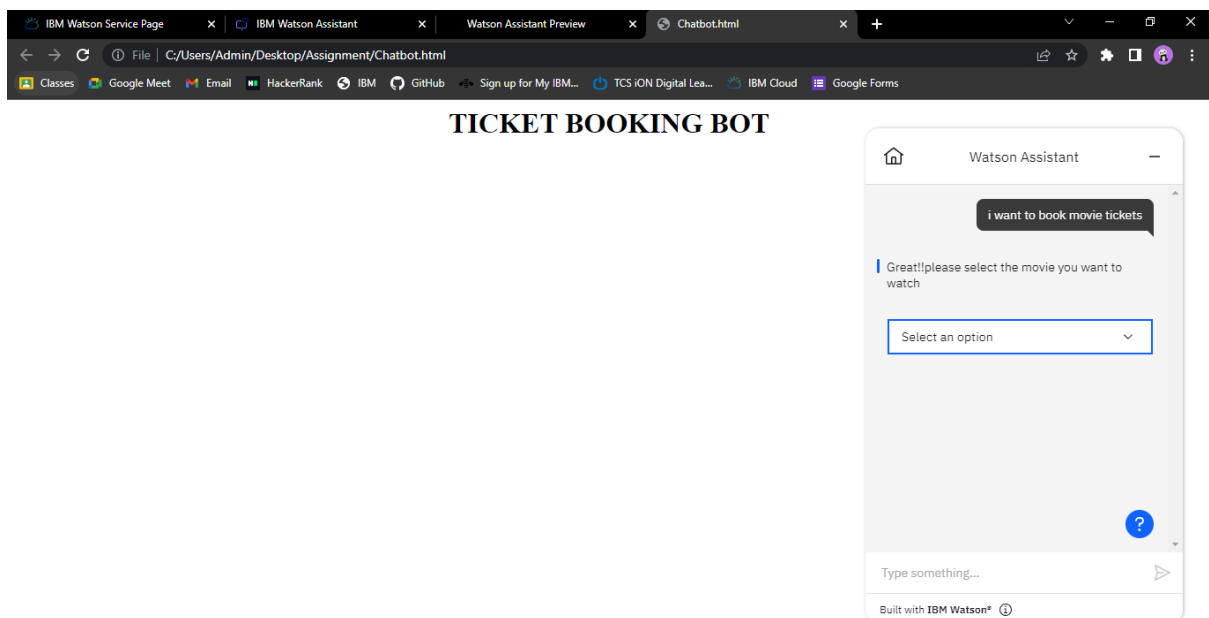 IBM Watson Service Page
IBM Watson Assistant
Watson Assistant Preview
Chatbot.html
File | C:/Users/Admin/Desktop/Assignment/Chatbot.html
Classes Google Meet Email HackerRank IBM GitHub Sign up for My IBM... TCS iON Digital Lea... IBM Cloud Google Forms
TICKET BOOKING BOT
Watson Assistant
i want to book movie tickets
Great!!please select the movie you want to
watch
Select an option
?
Type something...
Built with IBM Watson®